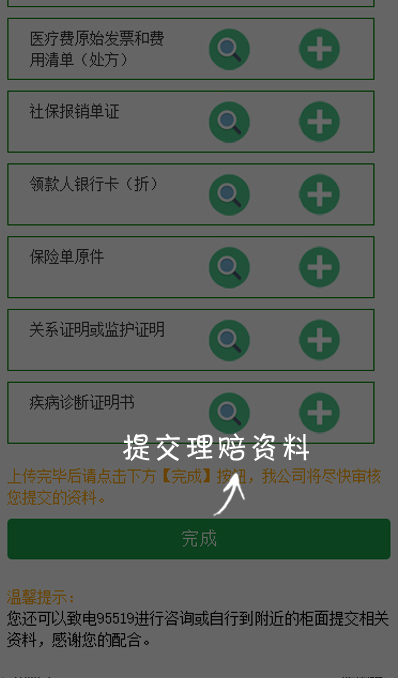 医疗费原始发票和费
用清单（处方）
社保报销单证
领款人银行卡（折）
保险单原件
关系证明或监护证明
疾病诊断证明书
提交理赔资料
上传完毕后请点击下方【完成】按钮，我公司将尽快审核
您提交的资料。
完成
温馨提示：
您还可以致电95519进行咨询或自行到附近的柜面提交相关
资料，感谢您的配合。